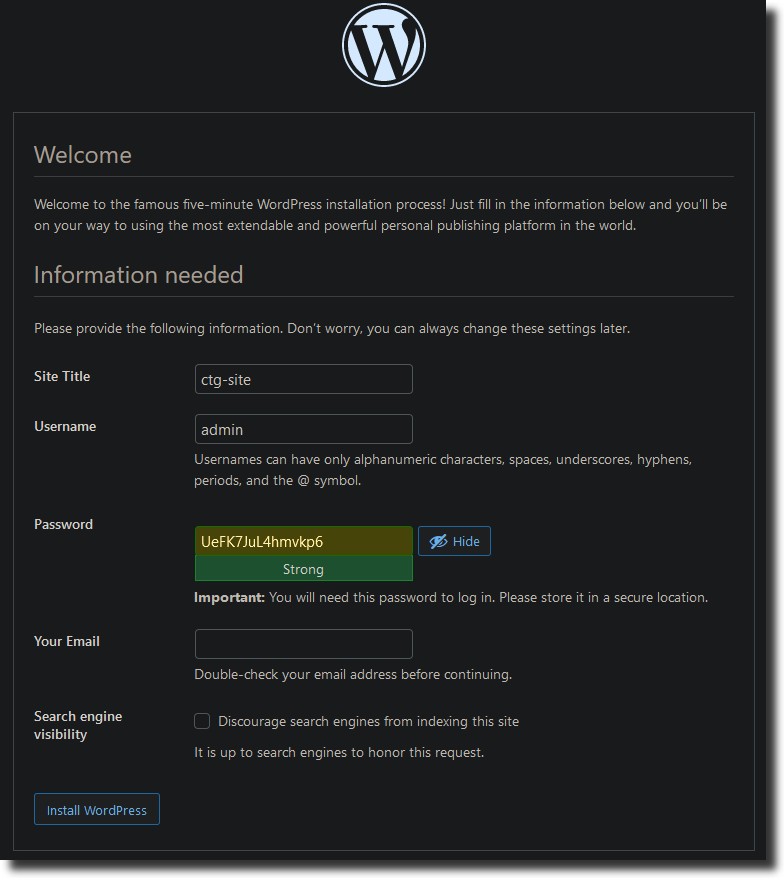 Welcome
Welcome to the famous five-minute WordPress installation process! Just fill in the information below and you’ll be
on your way to using the most extendable and powerful personal publishing platform in the world.
Information needed
Please provide the following information. Don’t worry, you can always change these settings later.
Site Title
ctg-site
Username
admin
Usernames can have only alphanumeric characters, spaces, underscores, hyphens,
periods, and the @ symbol.
Password
UeFK7JuL4hmvkp6
Hide
Strong
Important: You will need this password to log in. Please store it in a secure location.
Your Email
Double-check your email address before continuing.
Search engine
visibility
Discourage search engines from indexing this site
It is up to search engines to honor this request.
Install WordPress